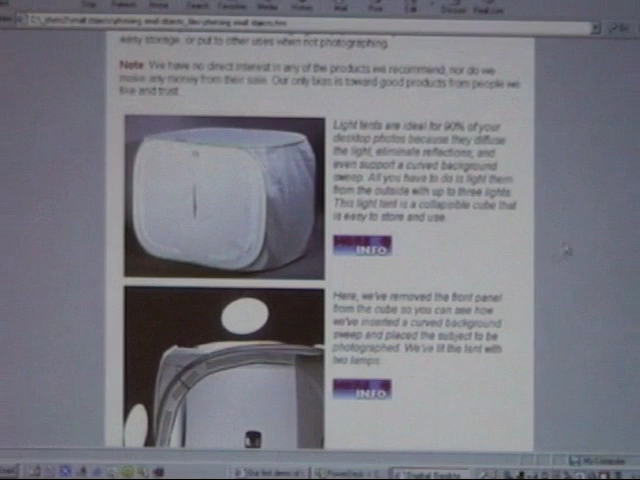 easy storage, or put to other uses when not photographing.
Note: We have no direct interest in any of the products we recommend, nor do we
make any money from their sale. Our only bias is toward good products from people we
like and trust.
Light tents are ideal for 90% of your
desktop photos because they diffuse
the light, eliminate reflections, and
even support a curved background
sweep. All you have to do is light them
from the outside with up to three lights.
This light tent is a collapsible cube that
is easy to store and use.
INFO
Here, we've removed the front panel
from the cube so you can see how
we've inserted a curved background
sweep and placed the subject to be
photographed. We've lit the tent with
two lamps.
INFO
My Computer